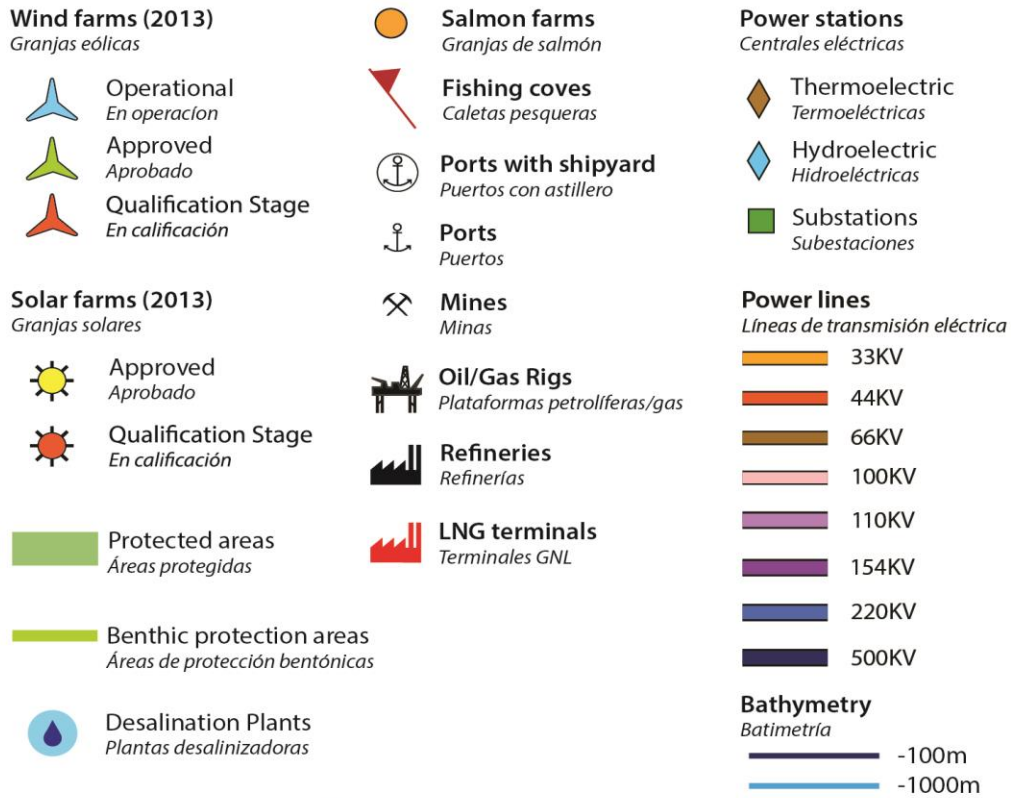 Wind farms (2013)
Granjas eólicas
Operational
En operacíon
Approved
Aprobado
Qualification Stage
En calificación
Solar farms (2013)
Granjas solares
Approved
Aprobado
Qualification Stage
En calificación
Protected areas
Áreas protegidas
Benthic protection areas
Áreas de protección bentónicas
Desalination Plants
Plantas desalinizadoras
Salmon farms
Granjas de salmón
Fishing coves
Caletas pesqueras
Ports with shipyard
Puertos con astillero
Ports
Puertos
Mines
Minas
Oil/Gas Rigs
Plataformas petrolíferas/gas
Refineries
Refinerías
LNG terminals
Terminales GNL
Power stations
Centrales eléctricas
Thermoelectric
Termoeléctricas
Hydroelectric
Hidroeléctricas
Substations
Subestaciones
Power lines
Líneas de transmisión eléctrica
33KV
44KV
66KV
100KV
110KV
154KV
220KV
500KV
Bathymetry
Batimetría
-100m
-1000m